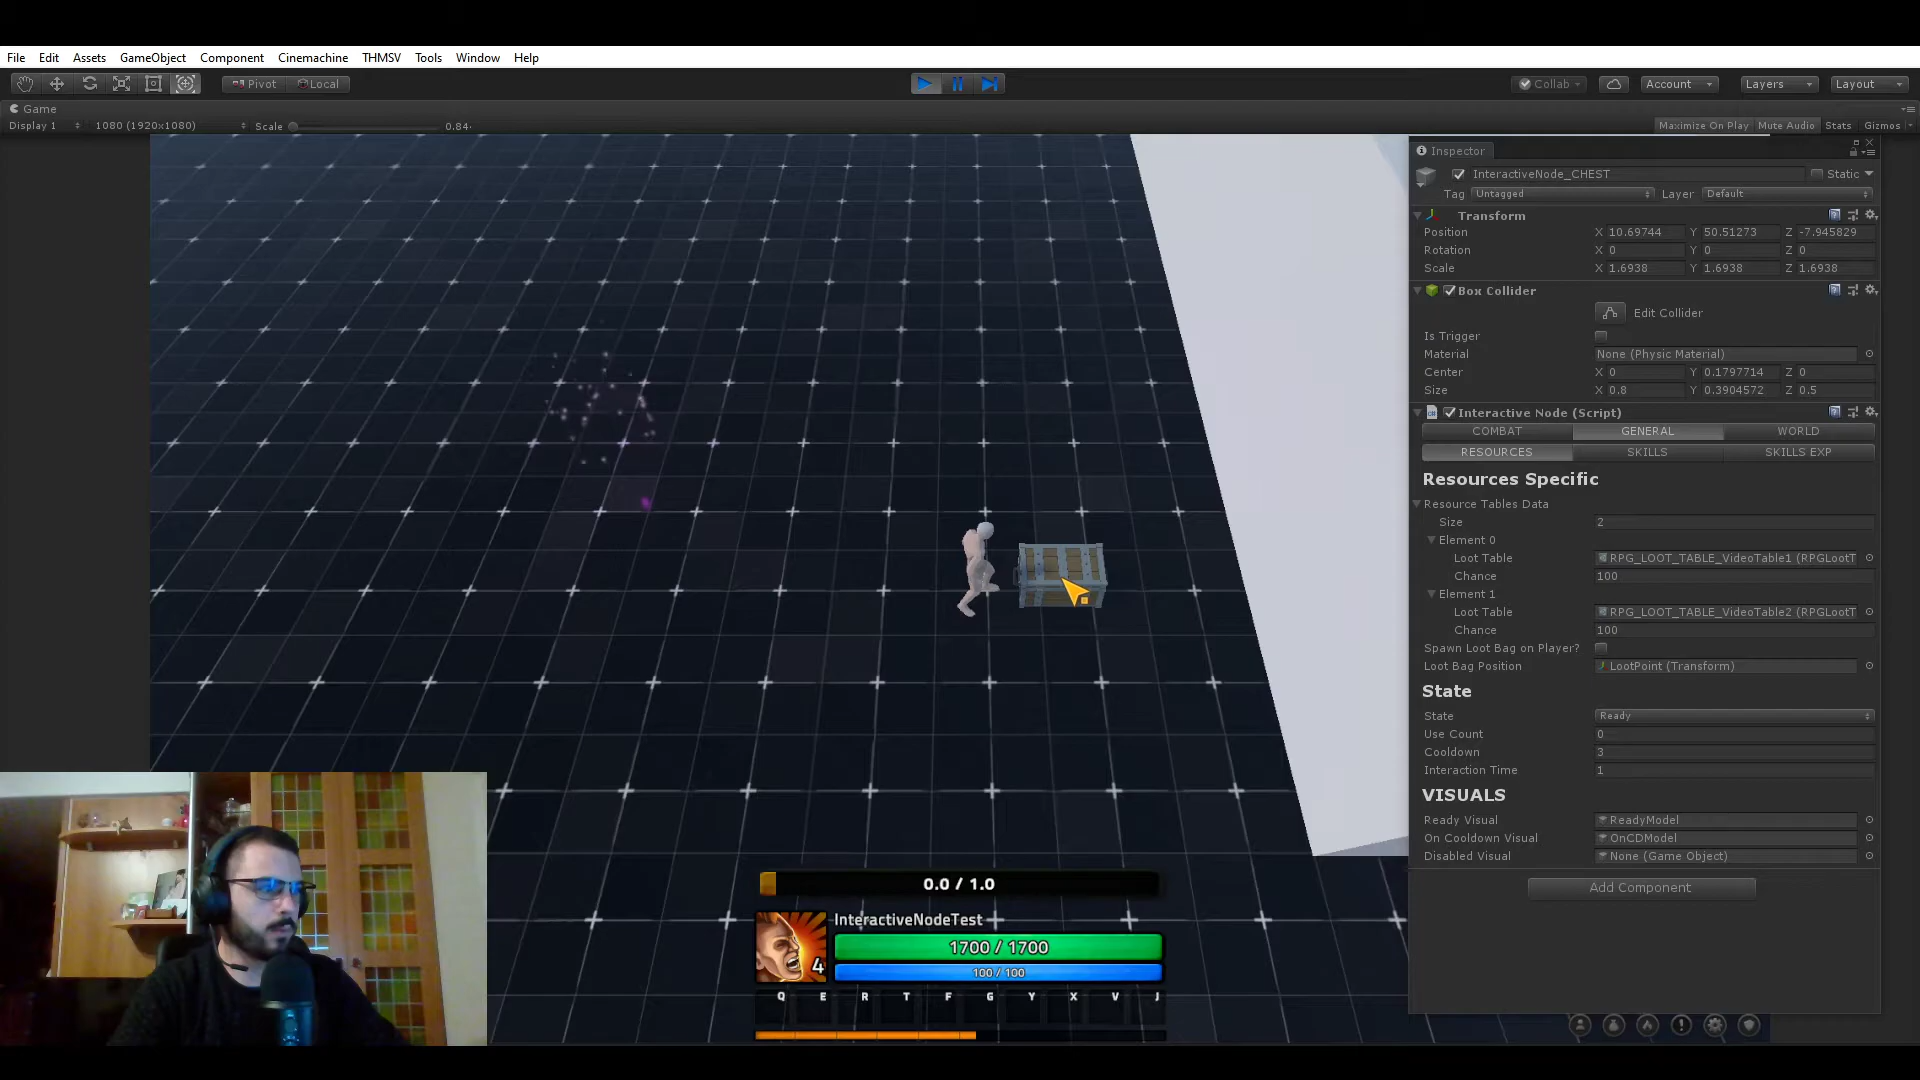 File Edit Assets GameObject Component Cinemachine THMSV Tools Window Help
Pivot Local Collab Account Layers Layout
Game
Display 1 1080 (1920x1080) Scale 0.84 Maximize On Play Mute Audio Stats Gizmos
Inspector
InteractiveNode_CHEST Static
Tag Untagged Layer Default
Transform
Position X 10.69744 Y 50.51273 Z -7.945829
Rotation X 0 Y 0 Z 0
Scale X 1.6938 Y 1.6938 Z 1.6938
Box Collider
Edit Collider
Is Trigger
Material None (Physic Material)
Center X 0 Y 0.1797714 Z 0
Size X 0.8 Y 0.3904572 Z 0.5
Interactive Node (Script)
COMBAT GENERAL WORLD
RESOURCES SKILLS SKILLS EXP
Resources Specific
Resource Tables Data
Size 2
Element 0
Loot Table RPG_LOOT_TABLE_VideoTable1 (RPGLootT
Chance 100
Element 1
Loot Table RPG_LOOT_TABLE_VideoTable2 (RPGLootT
Chance 100
Spawn Loot Bag on Player?
Loot Bag Position LootPoint (Transform)
State
State Ready
Use Count 0
Cooldown 3
Interaction Time 1
VISUALS
Ready Visual ReadyModel
On Cooldown Visual OnCDModel
Disabled Visual None (Game Object)
Add Component
0.0 / 1.0
InteractiveNodeTest
1700 / 1700
4
100 / 100
Q E R T F G Y X V J